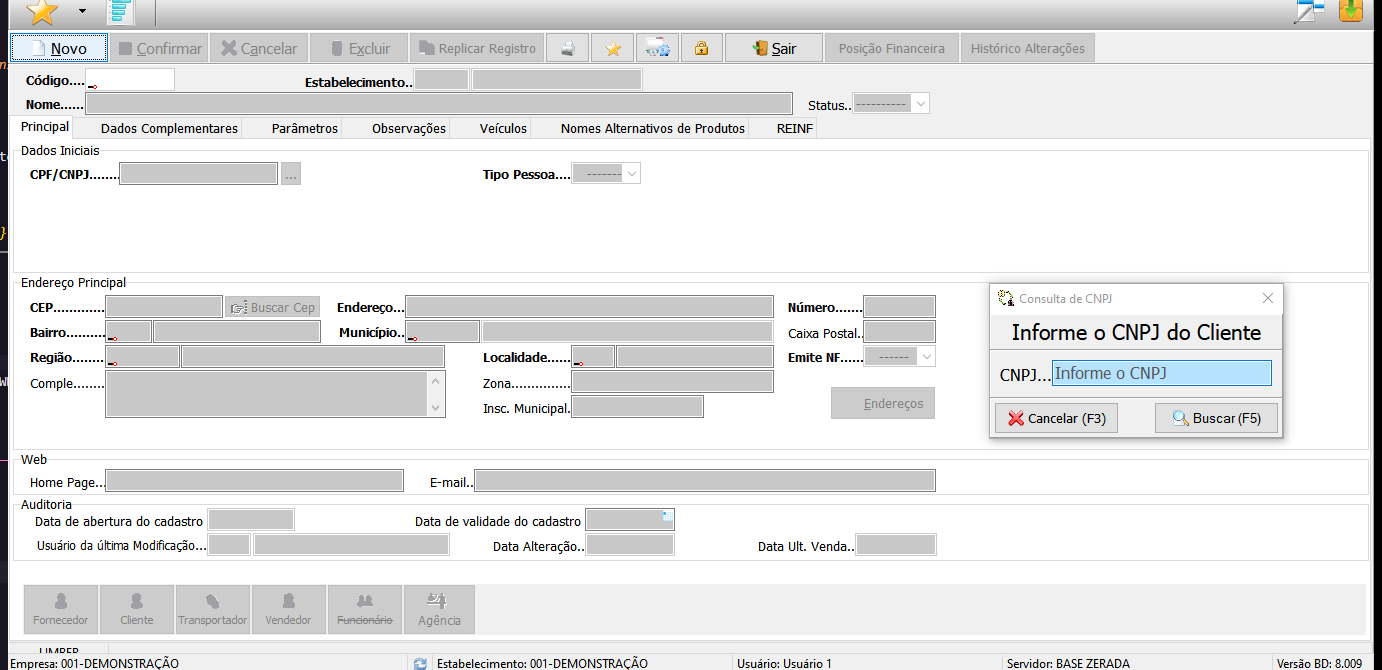 Novo Confirmar Cancelar Excluir Replicar Registro Sair Posição Financeira Histórico Alterações
Código.... Estabelecimento..
Nome...... Status.. ----------
Principal Dados Complementares Parâmetros Observações Veículos Nomes Alternativos de Produtos REINF
Dados Iniciais
CPF/CNPJ....... ... Tipo Pessoa.... -------
Endereço Principal
CEP............ Buscar Cep Endereço... Número.......
Bairro......... Município.. Caixa Postal.
Região........ Localidade..... Emite NF...... ------
Comple........ Zona..............
Insc. Municipal. Endereços
Consulta de CNPJ
Informe o CNPJ do Cliente
CNPJ... Informe o CNPJ
Cancelar (F3) Buscar (F5)
Web
Home Page... E-mail..
Auditoria
Data de abertura do cadastro Data de validade do cadastro
Usuário da última Modificação... Data Alteração.. Data Ult. Venda..
Fornecedor Cliente Transportador Vendedor Funcionário Agência
LIMBER
Empresa: 001-DEMONSTRAÇÃO Estabelecimento: 001-DEMONSTRAÇÃO Usuário: Usuário 1 Servidor: BASE ZERADA Versão BD: 8.009